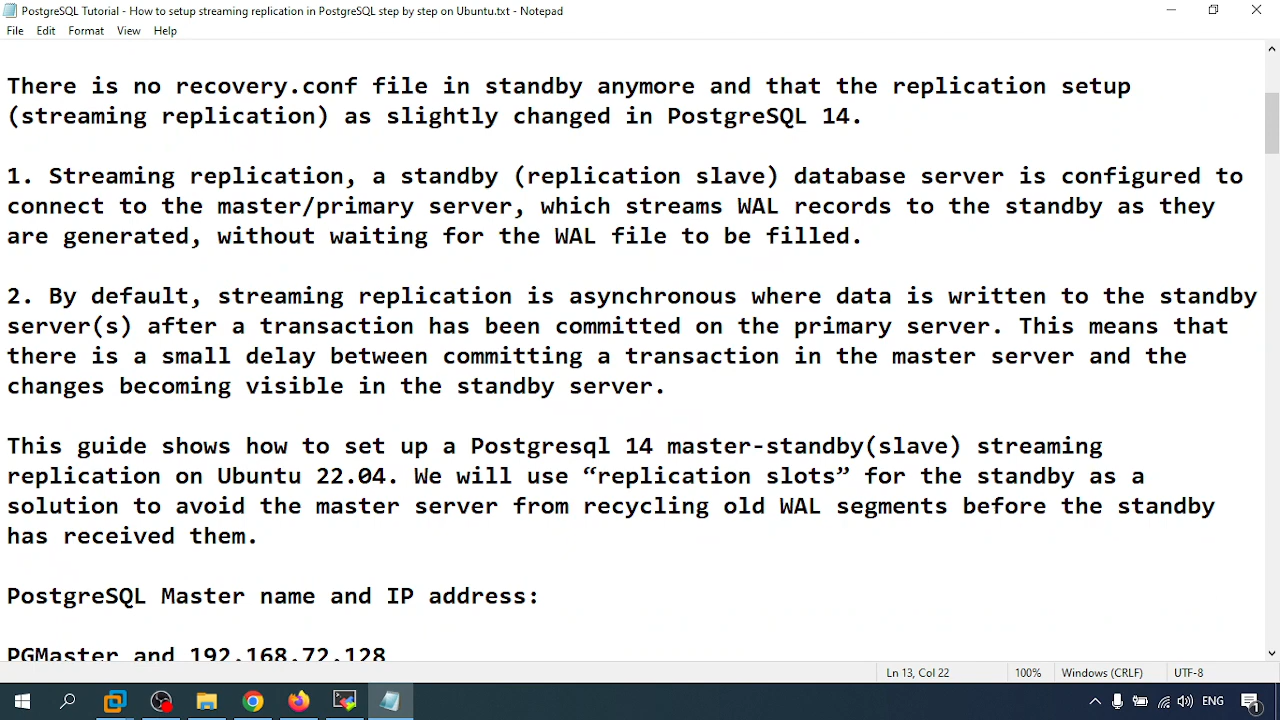 PostgreSQL Tutorial - How to setup streaming replication in PostgreSQL step by step on Ubuntu.txt - Notepad
File Edit Format View Help
There is no recovery.conf file in standby anymore and that the replication setup
(streaming replication) as slightly changed in PostgreSQL 14.
1. Streaming replication, a standby (replication slave) database server is configured to
connect to the master/primary server, which streams WAL records to the standby as they
are generated, without waiting for the WAL file to be filled.
2. By default, streaming replication is asynchronous where data is written to the standby
server(s) after a transaction has been committed on the primary server. This means that
there is a small delay between committing a transaction in the master server and the
changes becoming visible in the standby server.
This guide shows how to set up a Postgresql 14 master-standby(slave) streaming
replication on Ubuntu 22.04. We will use “replication slots” for the standby as a
solution to avoid the master server from recycling old WAL segments before the standby
has received them.
PostgreSQL Master name and IP address:
PGMaster and 192.168.72.128
Ln 13, Col 22 100% Windows (CRLF) UTF-8
ENG 1